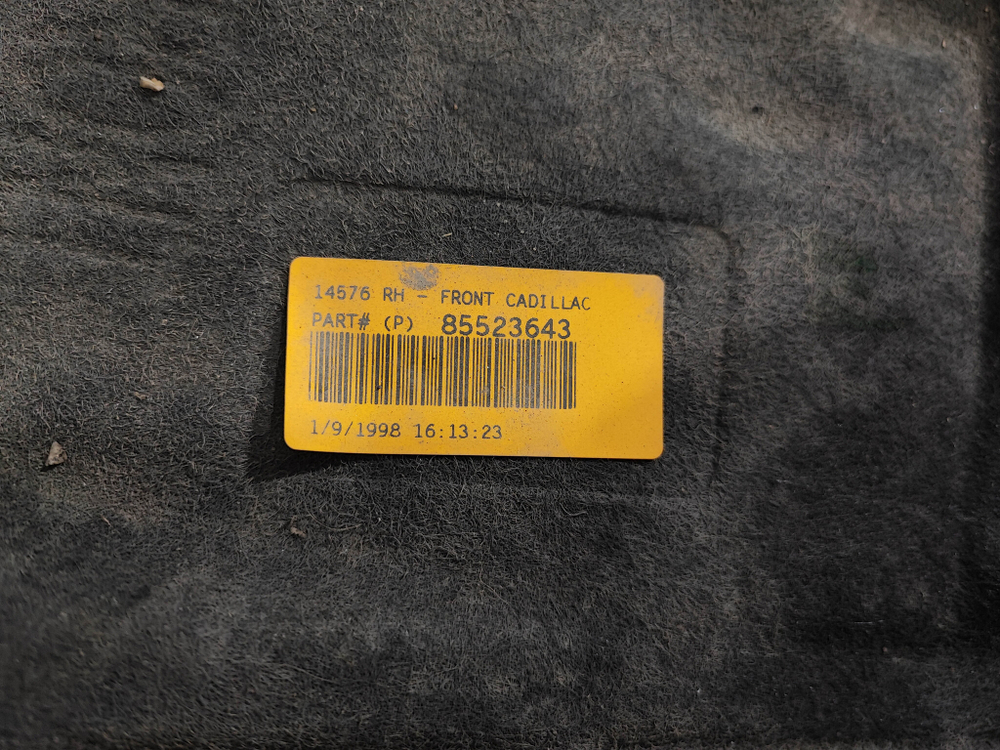 14576 RH - FRONT CADILLAC
PART# (P) 85523643
1/9/1998 16:13:23